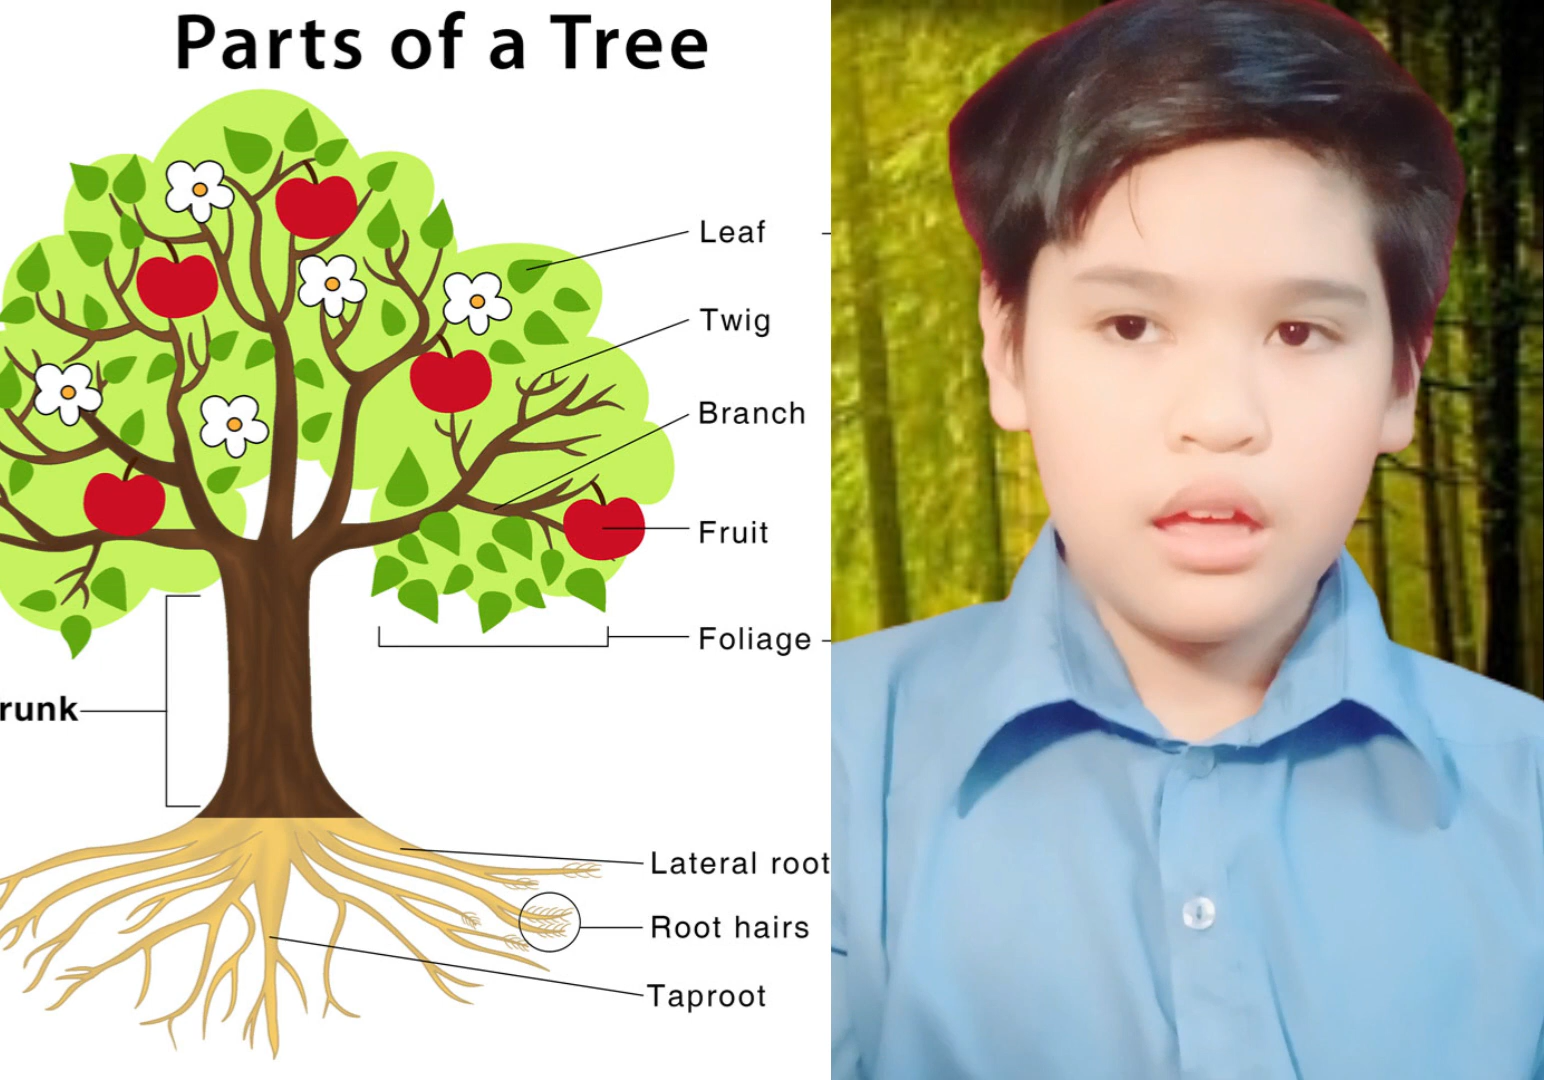 Parts of a Tree
Leaf
Twig
Branch
Fruit
Foliage
runk
Lateral root
Root hairs
Taproot